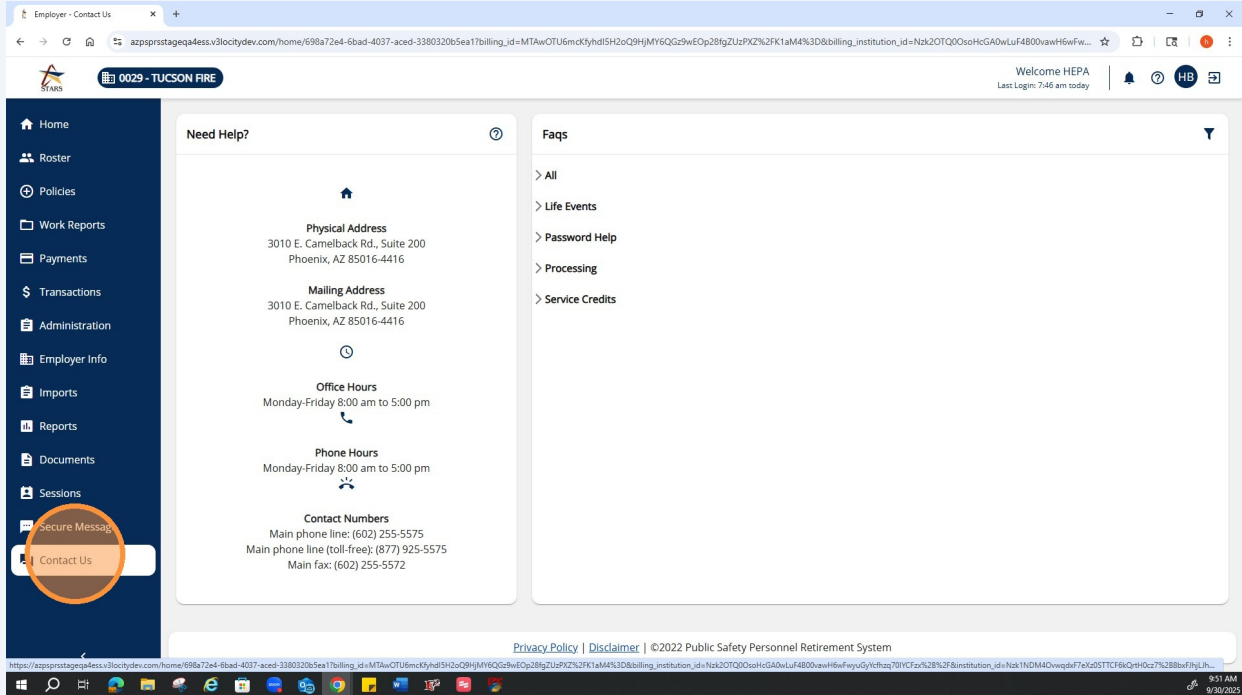 Employer - Contact Us
azpsprsstageqa4ess.v3locitydev.com/home/698a72e4-6bad-4037-aced-3380320b5ea1?billing_id=
STARS
0029 - TUCSON FIRE
Welcome HEPA
Last Login: 7:46 am today
HB
Home
Roster
Policies
Work Reports
Payments
Transactions
Administration
Employer Info
Imports
Reports
Documents
Sessions
Secure Messag
Contact Us
Need Help?
Physical Address
3010 E. Camelback Rd., Suite 200
Phoenix, AZ 85016-4416
Mailing Address
3010 E. Camelback Rd., Suite 200
Phoenix, AZ 85016-4416
Office Hours
Monday-Friday 8:00 am to 5:00 pm
Phone Hours
Monday-Friday 8:00 am to 5:00 pm
Contact Numbers
Main phone line: (602) 255-5575
Main phone line (toll-free): (877) 925-5575
Main fax: (602) 255-5572
Faqs
All
Life Events
Password Help
Processing
Service Credits
Privacy Policy | Disclaimer | ©2022 Public Safety Personnel Retirement System
9:51 AM
9/30/2025